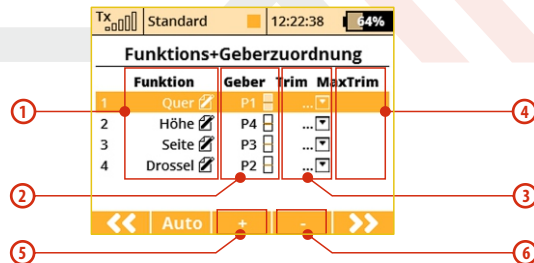 Tx Standard 12:22:38 64%
Funktions+Geberzuordnung
Funktion Geber Trim MaxTrim
1 Quer P1 ...
2 Höhe P4 ...
3 Seite P3 ...
4 Drossel P2 ...
<< Auto + - >>
1
2
5
4
3
6